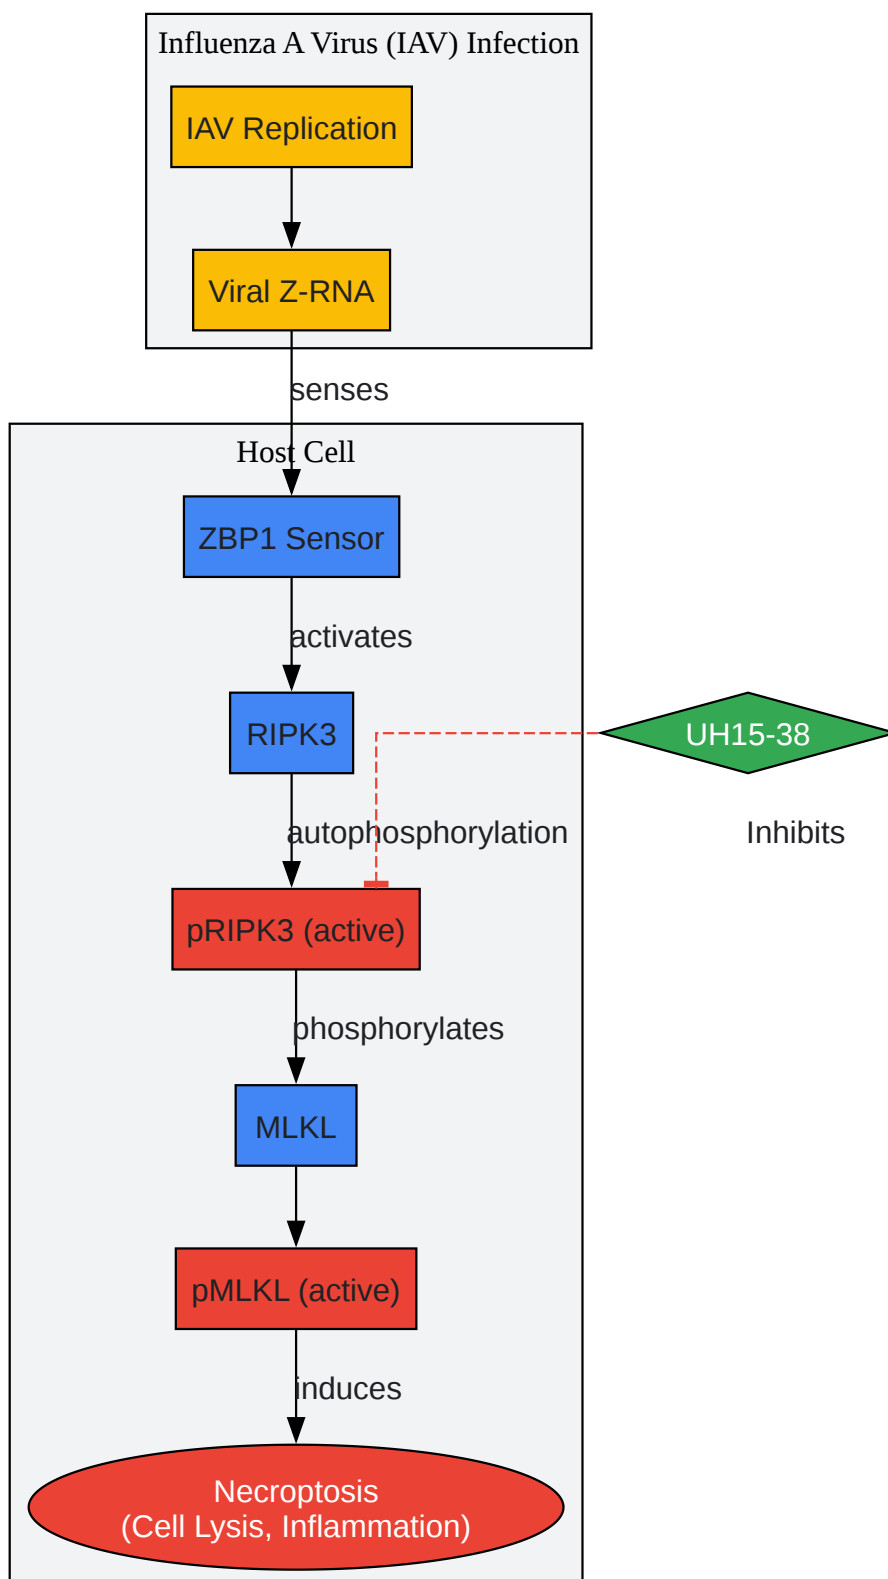 Influenza A Virus (IAV) Infection
IAV Replication
Viral Z-RNA
senses
Host Cell
ZBP1 Sensor
activates
RIPK3
UH15-38
autophosphorylation
Inhibits
pRIPK3 (active)
phosphorylates
MLKL
pMLKL (active)
induces
Necroptosis
(Cell Lysis, Inflammation)